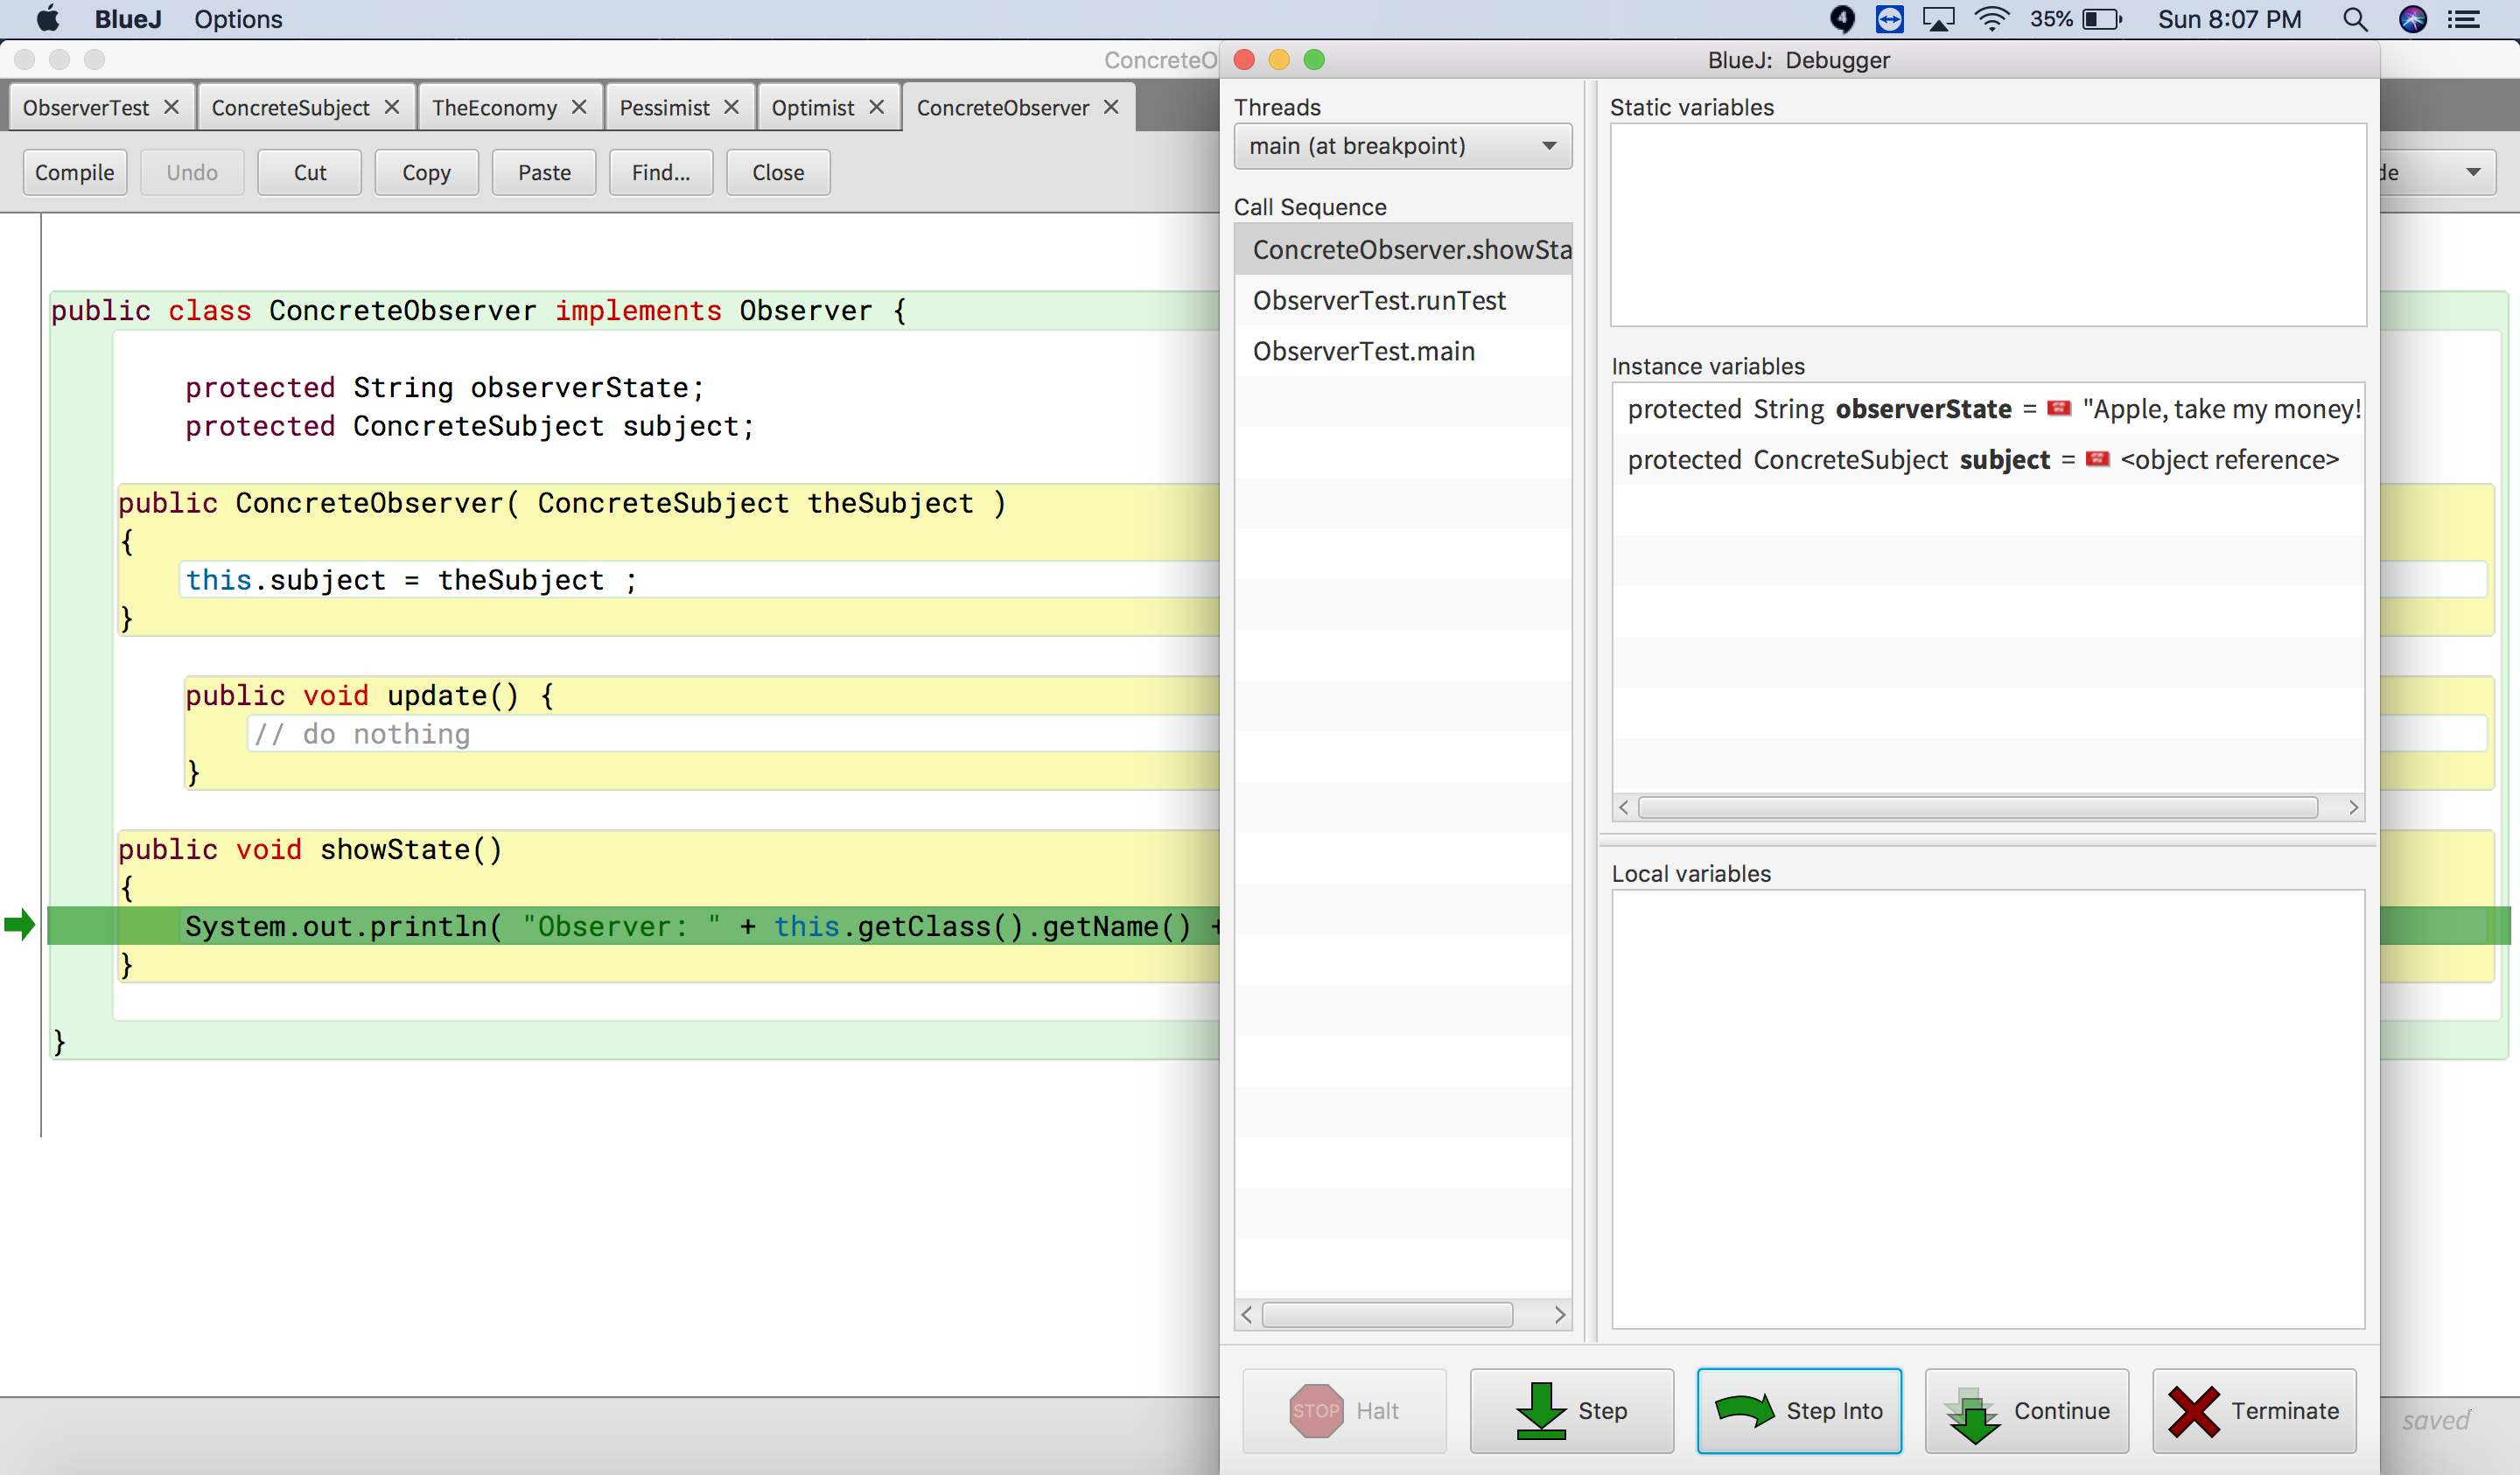 BlueJ Options 35% Sun 8:07 PM
ConcreteO
ObserverTest ConcreteSubject TheEconomy Pessimist Optimist ConcreteObserver
Compile Undo Cut Copy Paste Find... Close
public class ConcreteObserver implements Observer {
protected String observerState;
protected ConcreteSubject subject;
public ConcreteObserver( ConcreteSubject theSubject )
{
this.subject = theSubject ;
}
public void update() {
// do nothing
}
public void showState()
{
System.out.println( "Observer: " + this.getClass().getName() +
}
}
saved
BlueJ: Debugger
Threads
main (at breakpoint)
Call Sequence
ConcreteObserver.showSta
ObserverTest.runTest
ObserverTest.main
Static variables
Instance variables
protected String observerState = "Apple, take my money!
protected ConcreteSubject subject = <object reference>
Local variables
STOP Halt Step Step Into Continue Terminate